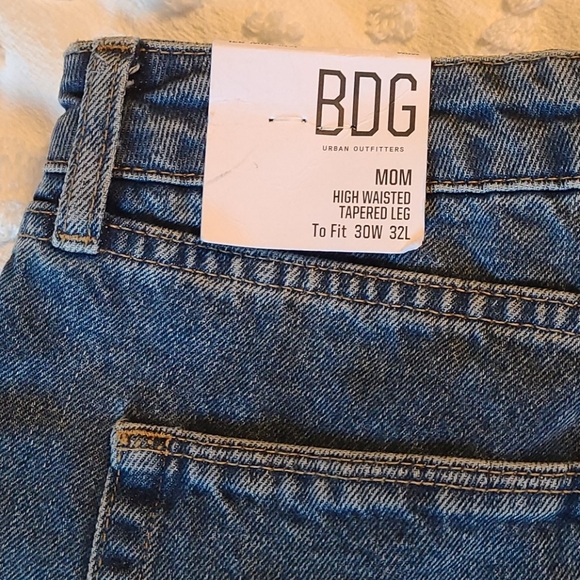 BDG
URBAN OUTFITTERS
MOM
HIGH WAISTED
TAPERED LEG
To Fit 30W 32L